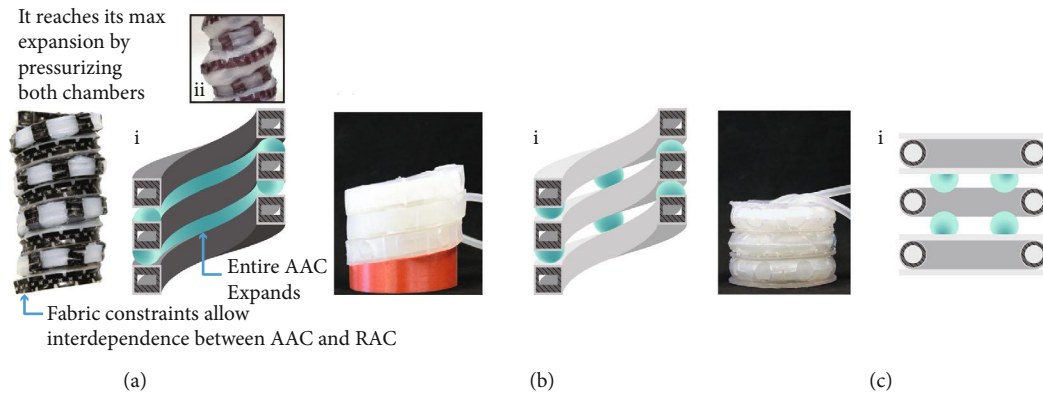 It reaches its max
expansion by
pressurizing
both chambers
ii
i
i
i
Entire AAC
Expands
Fabric constraints allow
interdependence between AAC and RAC
(a)
(b)
(c)